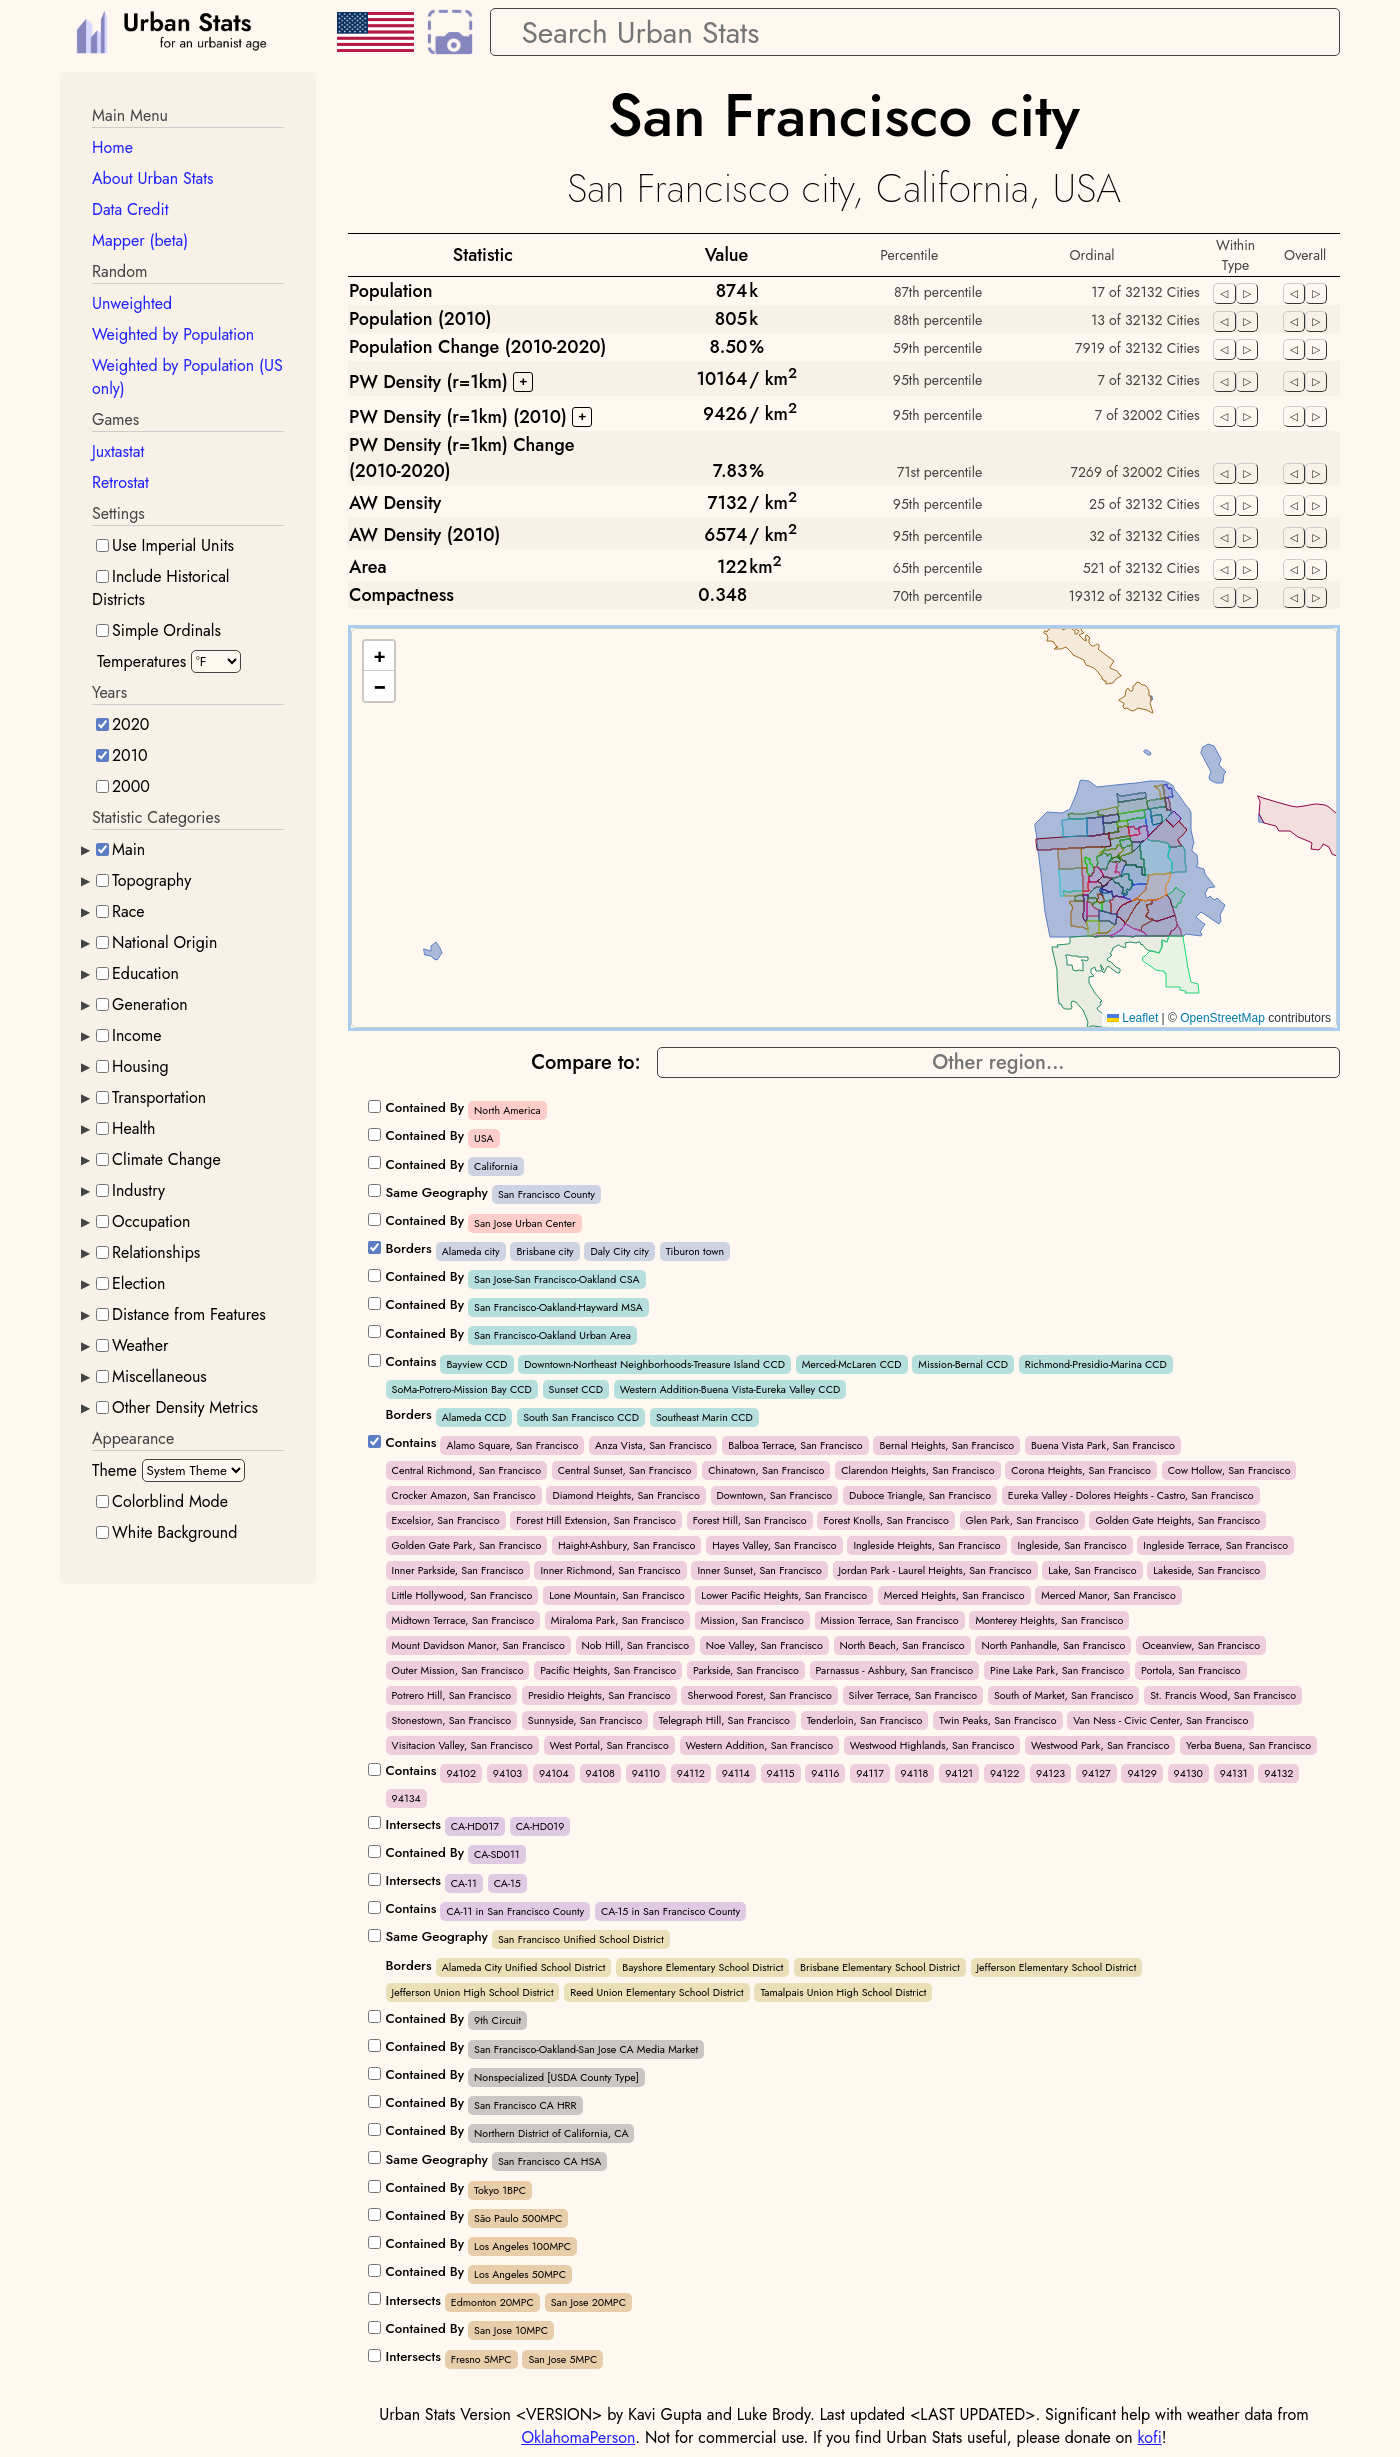 Urban Stats
for an urbanist age
Search Urban Stats
Main Menu
Home
About Urban Stats
Data Credit
Mapper (beta)
Random
Unweighted
Weighted by Population
Weighted by Population (US
only)
Games
Juxtastat
Retrostat
Settings
Use Imperial Units
Include Historical
Districts
Simple Ordinals
Temperatures °F
Years
2020
2010
2000
Statistic Categories
Main
Topography
Race
National Origin
Education
Generation
Income
Housing
Transportation
Health
Climate Change
Industry
Occupation
Relationships
Election
Distance from Features
Weather
Miscellaneous
Other Density Metrics
Appearance
Theme System Theme
Colorblind Mode
White Background
San Francisco city
San Francisco city, California, USA
Statistic Value Percentile Ordinal Within Type Overall
Population 874k 87th percentile 17 of 32132 Cities
Population (2010) 805k 88th percentile 13 of 32132 Cities
Population Change (2010-2020) 8.50% 59th percentile 7919 of 32132 Cities
PW Density (r=1km) + 10164/ km² 95th percentile 7 of 32132 Cities
PW Density (r=1km) (2010) + 9426/ km² 95th percentile 7 of 32002 Cities
PW Density (r=1km) Change
(2010-2020) 7.83% 71st percentile 7269 of 32002 Cities
AW Density 7132/ km² 95th percentile 25 of 32132 Cities
AW Density (2010) 6574/ km² 95th percentile 32 of 32132 Cities
Area 122km² 65th percentile 521 of 32132 Cities
Compactness 0.348 70th percentile 19312 of 32132 Cities
+
−
Leaflet | © OpenStreetMap contributors
Compare to: Other region...
Contained By North America
Contained By USA
Contained By California
Same Geography San Francisco County
Contained By San Jose Urban Center
Borders Alameda city Brisbane city Daly City city Tiburon town
Contained By San Jose-San Francisco-Oakland CSA
Contained By San Francisco-Oakland-Hayward MSA
Contained By San Francisco-Oakland Urban Area
Contains Bayview CCD Downtown-Northeast Neighborhoods-Treasure Island CCD Merced-McLaren CCD Mission-Bernal CCD Richmond-Presidio-Marina CCD
SoMa-Potrero-Mission Bay CCD Sunset CCD Western Addition-Buena Vista-Eureka Valley CCD
Borders Alameda CCD South San Francisco CCD Southeast Marin CCD
Contains Alamo Square, San Francisco Anza Vista, San Francisco Balboa Terrace, San Francisco Bernal Heights, San Francisco Buena Vista Park, San Francisco
Central Richmond, San Francisco Central Sunset, San Francisco Chinatown, San Francisco Clarendon Heights, San Francisco Corona Heights, San Francisco Cow Hollow, San Francisco
Crocker Amazon, San Francisco Diamond Heights, San Francisco Downtown, San Francisco Duboce Triangle, San Francisco Eureka Valley - Dolores Heights - Castro, San Francisco
Excelsior, San Francisco Forest Hill Extension, San Francisco Forest Hill, San Francisco Forest Knolls, San Francisco Glen Park, San Francisco Golden Gate Heights, San Francisco
Golden Gate Park, San Francisco Haight-Ashbury, San Francisco Hayes Valley, San Francisco Ingleside Heights, San Francisco Ingleside, San Francisco Ingleside Terrace, San Francisco
Inner Parkside, San Francisco Inner Richmond, San Francisco Inner Sunset, San Francisco Jordan Park - Laurel Heights, San Francisco Lake, San Francisco Lakeside, San Francisco
Little Hollywood, San Francisco Lone Mountain, San Francisco Lower Pacific Heights, San Francisco Merced Heights, San Francisco Merced Manor, San Francisco
Midtown Terrace, San Francisco Miraloma Park, San Francisco Mission, San Francisco Mission Terrace, San Francisco Monterey Heights, San Francisco
Mount Davidson Manor, San Francisco Nob Hill, San Francisco Noe Valley, San Francisco North Beach, San Francisco North Panhandle, San Francisco Oceanview, San Francisco
Outer Mission, San Francisco Pacific Heights, San Francisco Parkside, San Francisco Parnassus - Ashbury, San Francisco Pine Lake Park, San Francisco Portola, San Francisco
Potrero Hill, San Francisco Presidio Heights, San Francisco Sherwood Forest, San Francisco Silver Terrace, San Francisco South of Market, San Francisco St. Francis Wood, San Francisco
Stonestown, San Francisco Sunnyside, San Francisco Telegraph Hill, San Francisco Tenderloin, San Francisco Twin Peaks, San Francisco Van Ness - Civic Center, San Francisco
Visitacion Valley, San Francisco West Portal, San Francisco Western Addition, San Francisco Westwood Highlands, San Francisco Westwood Park, San Francisco Yerba Buena, San Francisco
Contains 94102 94103 94104 94108 94110 94112 94114 94115 94116 94117 94118 94121 94122 94123 94127 94129 94130 94131 94132
94134
Intersects CA-HD017 CA-HD019
Contained By CA-SD011
Intersects CA-11 CA-15
Contains CA-11 in San Francisco County CA-15 in San Francisco County
Same Geography San Francisco Unified School District
Borders Alameda City Unified School District Bayshore Elementary School District Brisbane Elementary School District Jefferson Elementary School District
Jefferson Union High School District Reed Union Elementary School District Tamalpais Union High School District
Contained By 9th Circuit
Contained By San Francisco-Oakland-San Jose CA Media Market
Contained By Nonspecialized [USDA County Type]
Contained By San Francisco CA HRR
Contained By Northern District of California, CA
Same Geography San Francisco CA HSA
Contained By Tokyo 1BPC
Contained By São Paulo 500MPC
Contained By Los Angeles 100MPC
Contained By Los Angeles 50MPC
Intersects Edmonton 20MPC San Jose 20MPC
Contained By San Jose 10MPC
Intersects Fresno 5MPC San Jose 5MPC
Urban Stats Version <VERSION> by Kavi Gupta and Luke Brody. Last updated <LAST UPDATED>. Significant help with weather data from
OklahomaPerson. Not for commercial use. If you find Urban Stats useful, please donate on kofi!